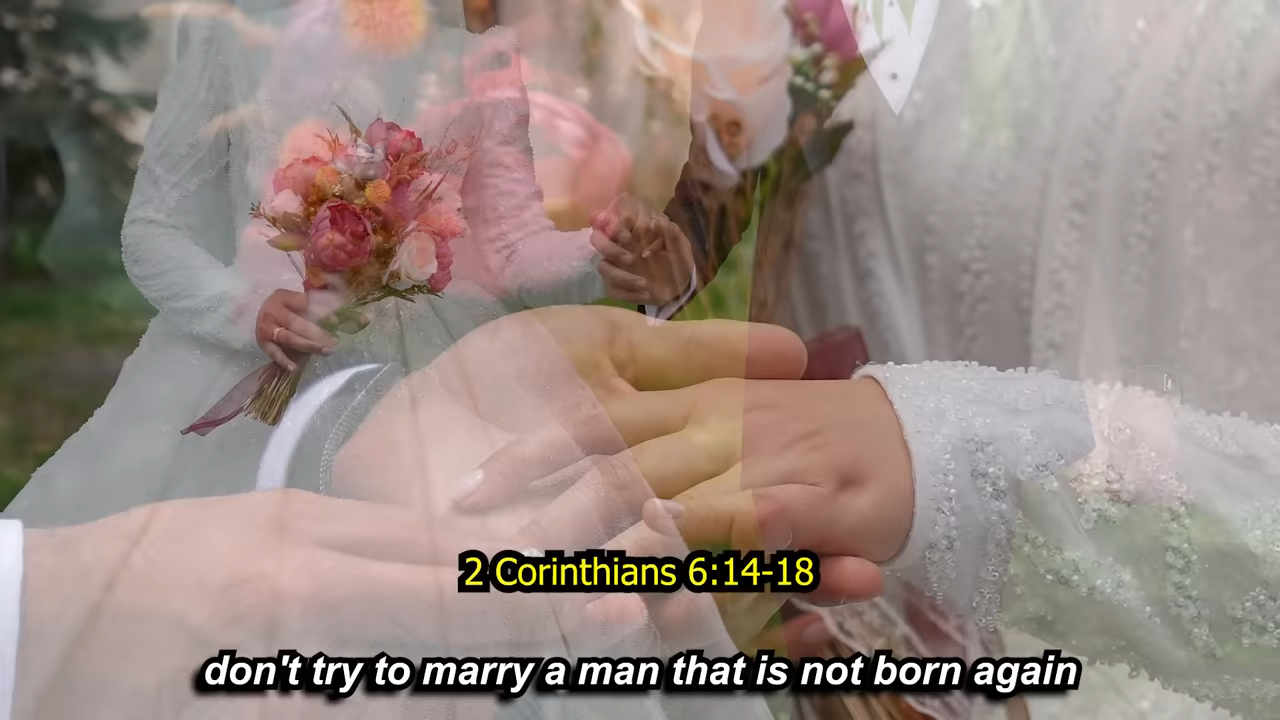 2 Corinthians 6:14-18
don't try to marry a man that is not born again